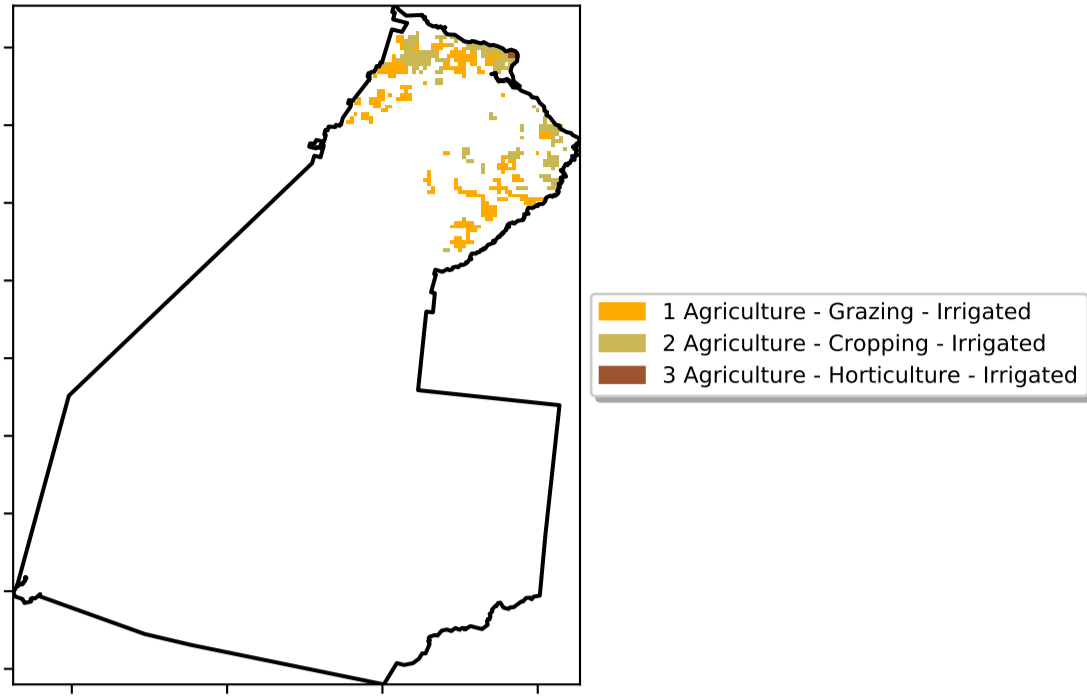 1 Agriculture - Grazing - Irrigated
2 Agriculture - Cropping - Irrigated
3 Agriculture - Horticulture - Irrigated